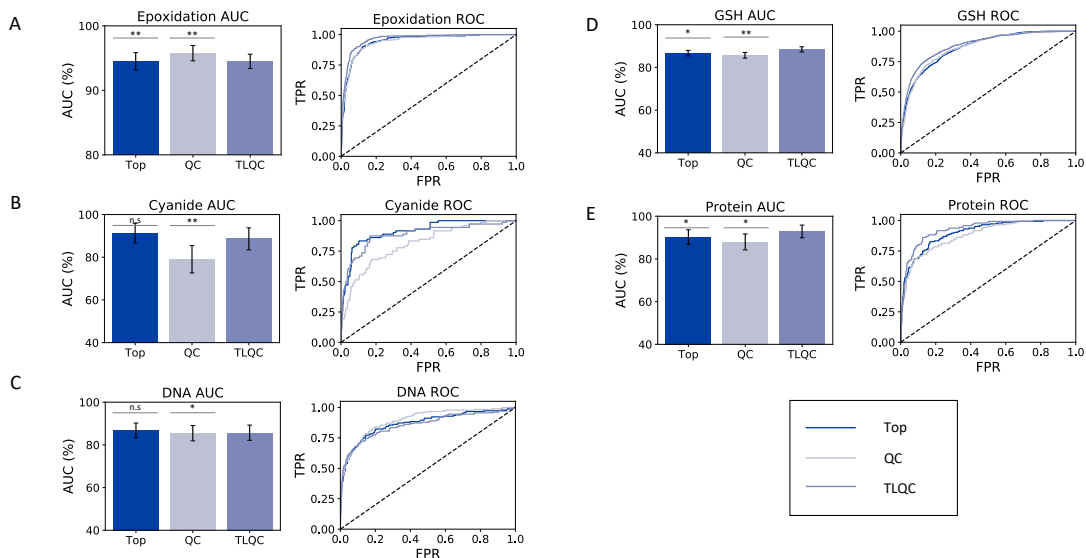 A
Epoxidation AUC
** **
100
90
80
AUC (%)
Top QC TLQC
Epoxidation ROC
1.00
0.75
0.50
0.25
0.00
TPR
0.0 0.2 0.4 0.6 0.8 1.0
FPR
B
Cyanide AUC
n.s **
100
80
60
40
AUC (%)
Top QC TLQC
Cyanide ROC
1.00
0.75
0.50
0.25
0.00
TPR
0.0 0.2 0.4 0.6 0.8 1.0
FPR
C
DNA AUC
n.s *
100
80
60
40
AUC (%)
Top QC TLQC
DNA ROC
1.00
0.75
0.50
0.25
0.00
TPR
0.0 0.2 0.4 0.6 0.8 1.0
FPR
D
GSH AUC
* **
100
80
60
40
AUC (%)
Top QC TLQC
GSH ROC
1.00
0.75
0.50
0.25
0.00
TPR
0.0 0.2 0.4 0.6 0.8 1.0
FPR
E
Protein AUC
* *
100
80
60
40
AUC (%)
Top QC TLQC
Protein ROC
1.00
0.75
0.50
0.25
0.00
TPR
0.0 0.2 0.4 0.6 0.8 1.0
FPR
Top
QC
TLQC